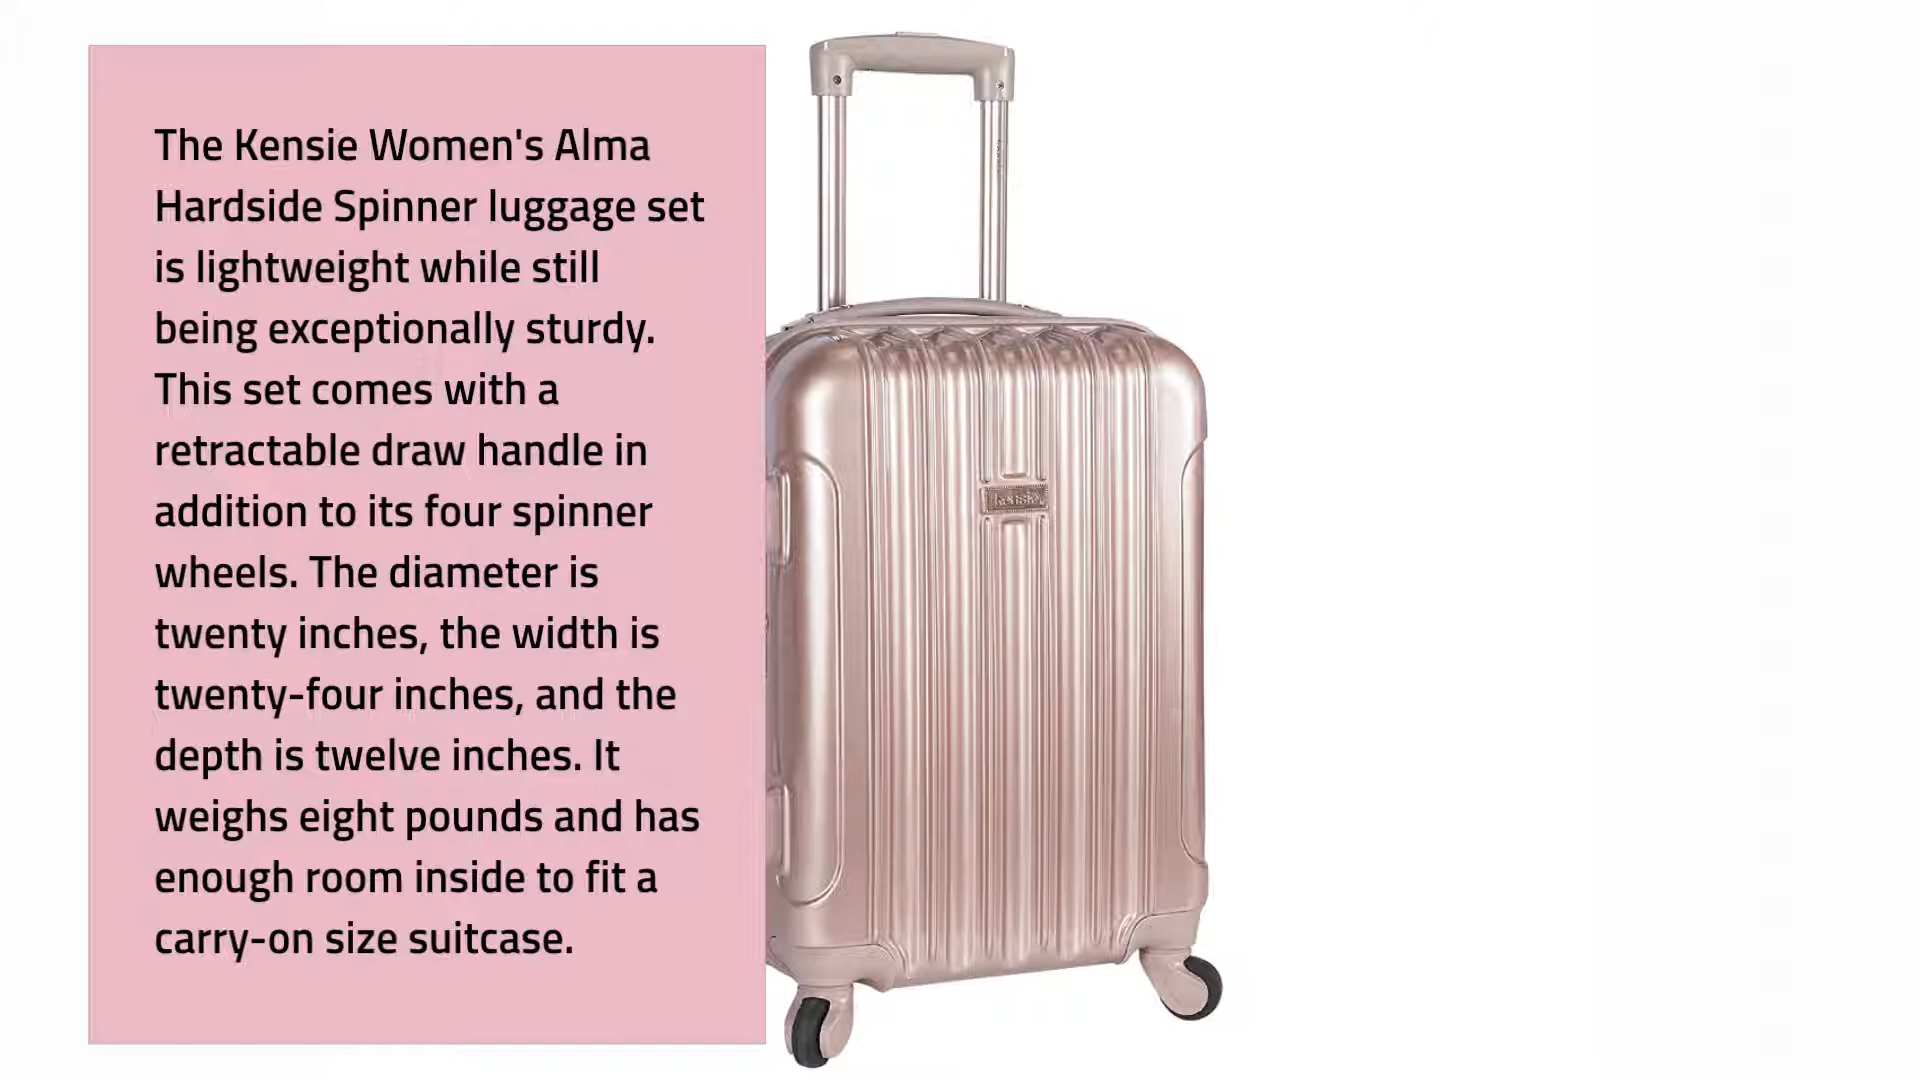 The Kensie Women's Alma
Hardside Spinner luggage set
is lightweight while still
being exceptionally sturdy.
This set comes with a
retractable draw handle in
addition to its four spinner
wheels. The diameter is
twenty inches, the width is
twenty-four inches, and the
depth is twelve inches. It
weighs eight pounds and has
enough room inside to fit a
carry-on size suitcase.
kensie